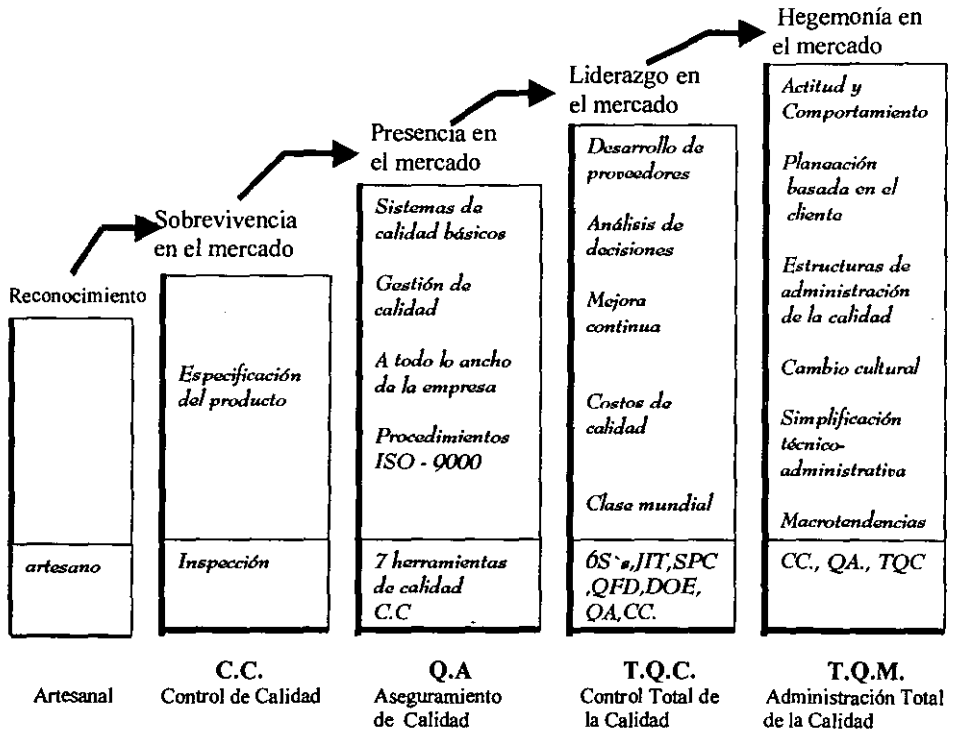 Reconocimiento
artesano
Artesanal
Sobrevivencia
en el mercado
Especificación
del producto
Inspección
C.C.
Control de Calidad
Presencia en
el mercado
Sistemas de
calidad básicos
Gestión de
calidad
A todo lo ancho
de la empresa
Procedimientos
ISO - 9000
7 herramientas
de calidad
C.C
Q.A
Aseguramiento
de Calidad
Liderazgo en
el mercado
Desarrollo de
proveedores
Análisis de
decisiones
Mejora
continua
Costos de
calidad
Clase mundial
6S`s,JIT,SPC
,QFD,DOE,
QA,CC.
T.Q.C.
Control Total de
la Calidad
Hegemonía en
el mercado
Actitud y
Comportamiento
Planeación
basada en el
cliente
Estructuras de
administración
de la calidad
Cambio cultural
Simplificación
técnico-
administrativa
Macrotendencias
CC., QA., TQC
T.Q.M.
Administración Total
de la Calidad